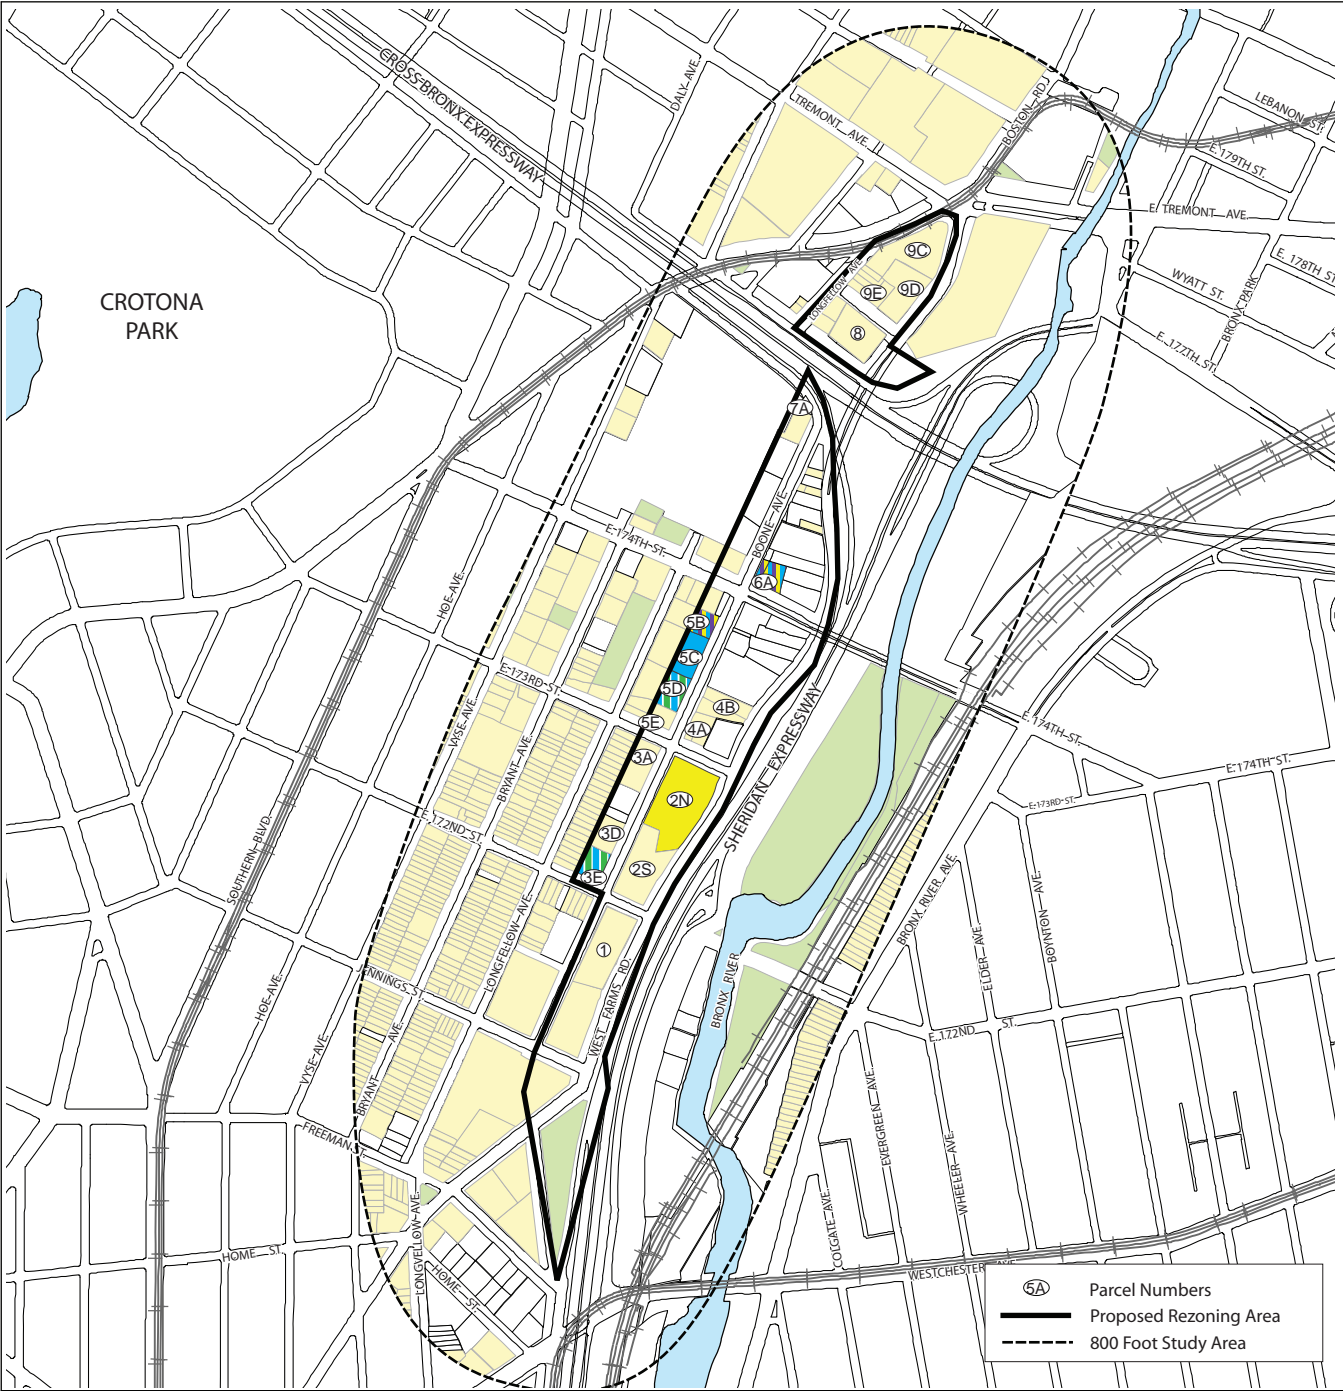 CROSS-BRONX EXPRESSWAY
DALY AVE.
TREMONT AVE.
BOSTON RD.
LEBANON ST.
E. 179TH ST.
E. TREMONT AVE.
E. 178TH ST.
WYATT ST.
BRONX PARK
E. 177TH ST.
CROTONA
PARK
LONGFELLOW AVE.
9C
9E
9D
8
7A
BOONE AVE.
E. 174TH ST.
6A
HOE AVE.
5B
5C
5D
E. 173RD ST.
4B
5E
4A
VYSE AVE.
BRYANT AVE.
3A
SHERIDAN EXPRESSWAY
E. 174TH ST.
E. 174TH ST.
2N
E. 173RD ST.
E. 172ND ST.
3D
SOUTHERN BLVD.
2S
3E
BRONX RIVER AVE.
LONGFELLOW AVE.
1
ELDER AVE.
BOYNTON AVE.
JENNINGS ST.
HOE AVE.
WEST FARMS RD.
BRONX RIVER
E. 172ND ST.
VYSE AVE.
BRYANT AVE.
FREEMAN ST.
EVERGREEN AVE.
WHEELER AVE.
COLGATE AVE.
LONGVELLOW AVE.
HOME ST.
HOME ST.
WESTCHESTER AVE.
5A Parcel Numbers
Proposed Rezoning Area
800 Foot Study Area